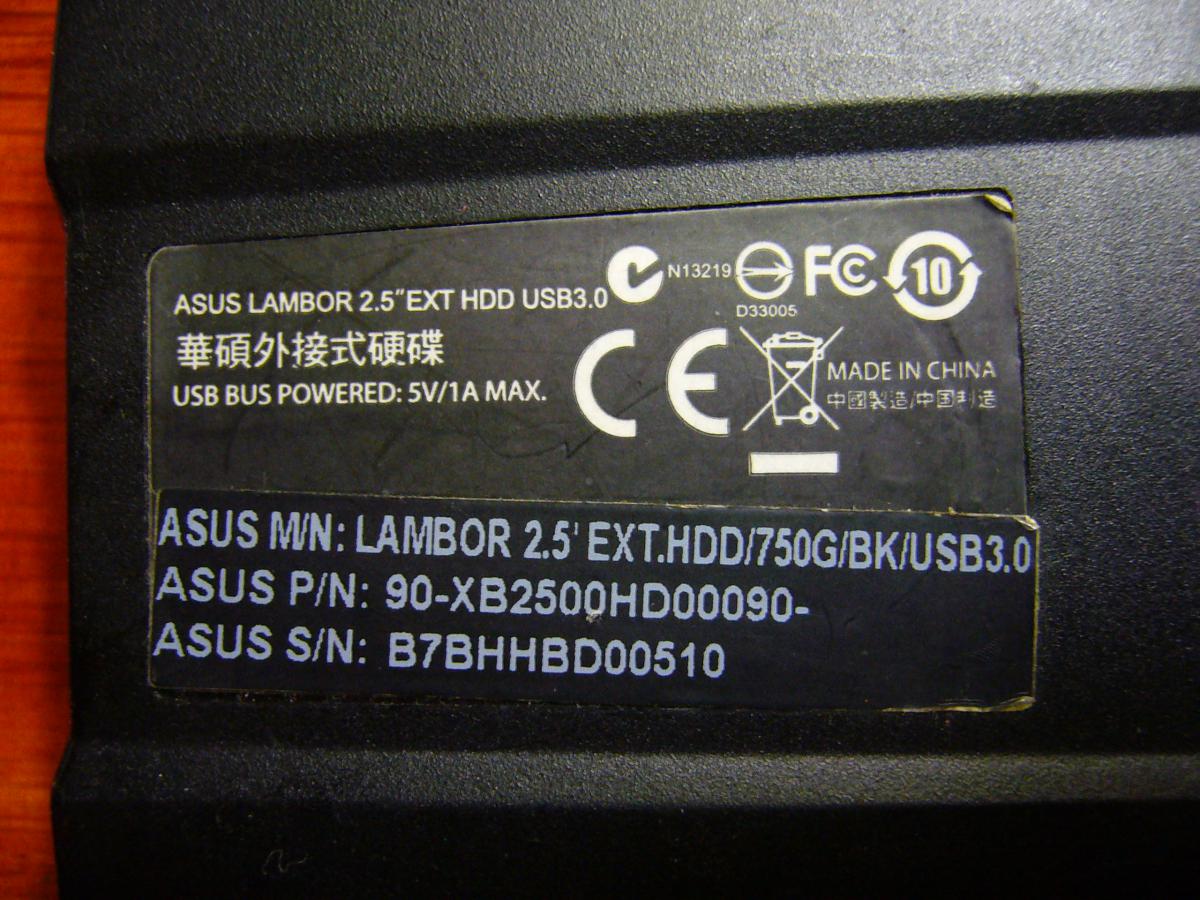 ASUS LAMBOR 2.5"EXT HDD USB3.0
N13219
D33005
FC
10
華碩外接式硬碟
USB BUS POWERED: 5V/1A MAX.
CE
MADE IN CHINA
中國製造/中国制造
ASUS M/N: LAMBOR 2.5' EXT.HDD/750G/BK/USB3.0
ASUS P/N: 90-XB2500HD00090-
ASUS S/N: B7BHHBD00510